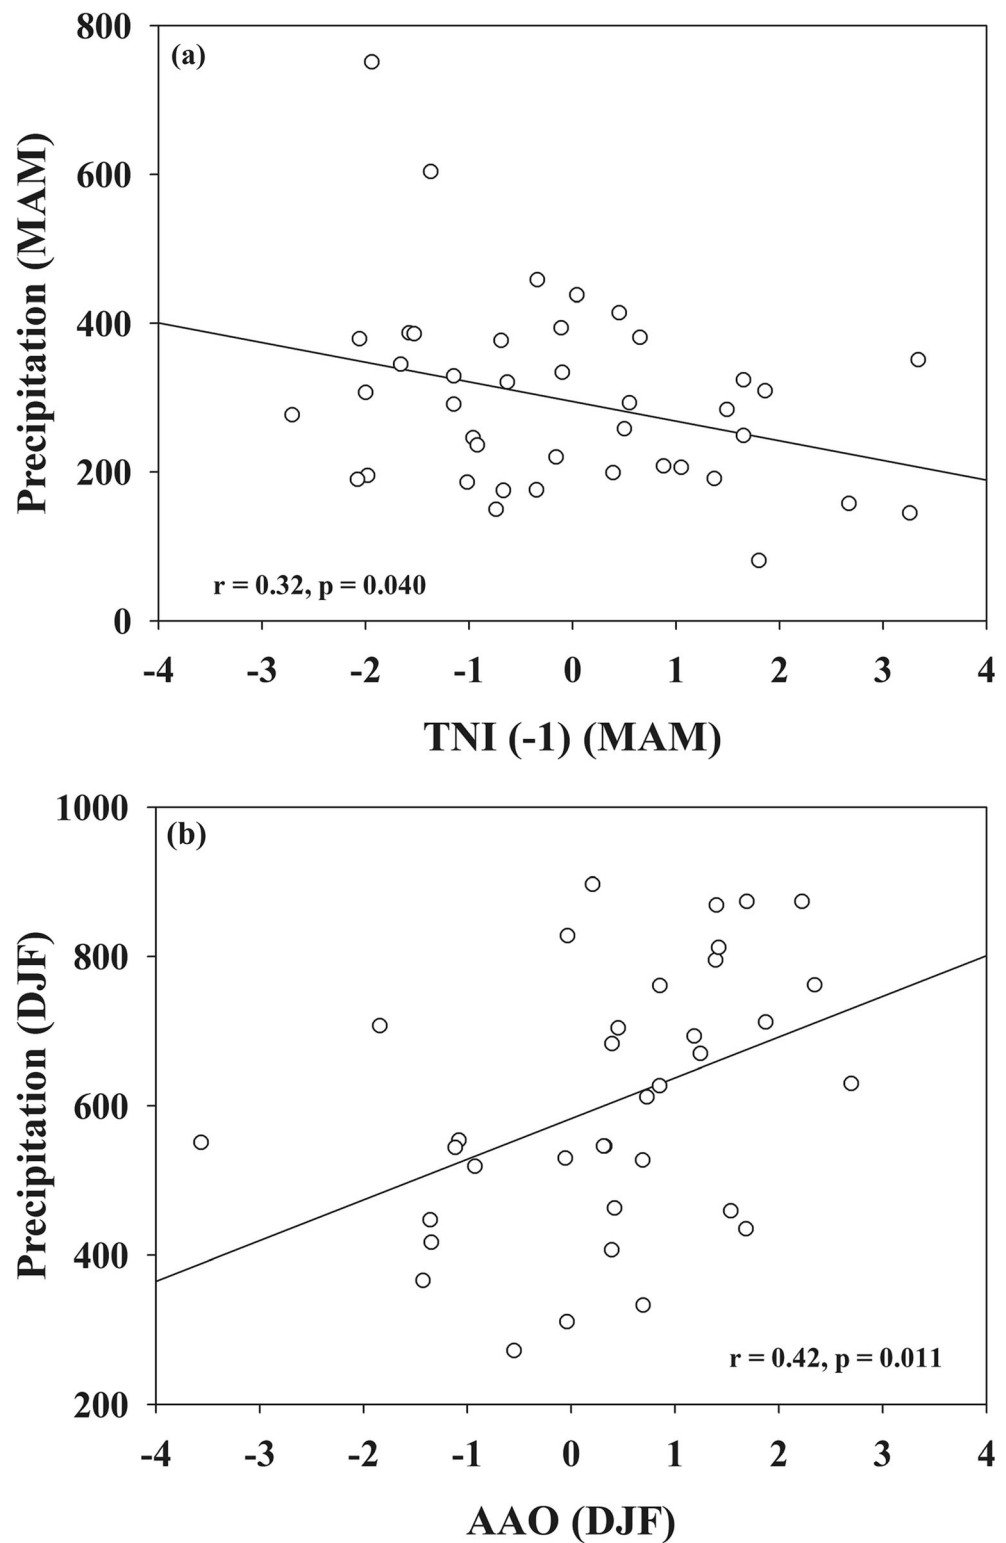 (a)
800
600
400
200
0
Precipitation (MAM)
r = 0.32, p = 0.040
-4 -3 -2 -1 0 1 2 3 4
TNI (-1) (MAM)
(b)
1000
800
600
400
200
Precipitation (DJF)
r = 0.42, p = 0.011
-4 -3 -2 -1 0 1 2 3 4
AAO (DJF)